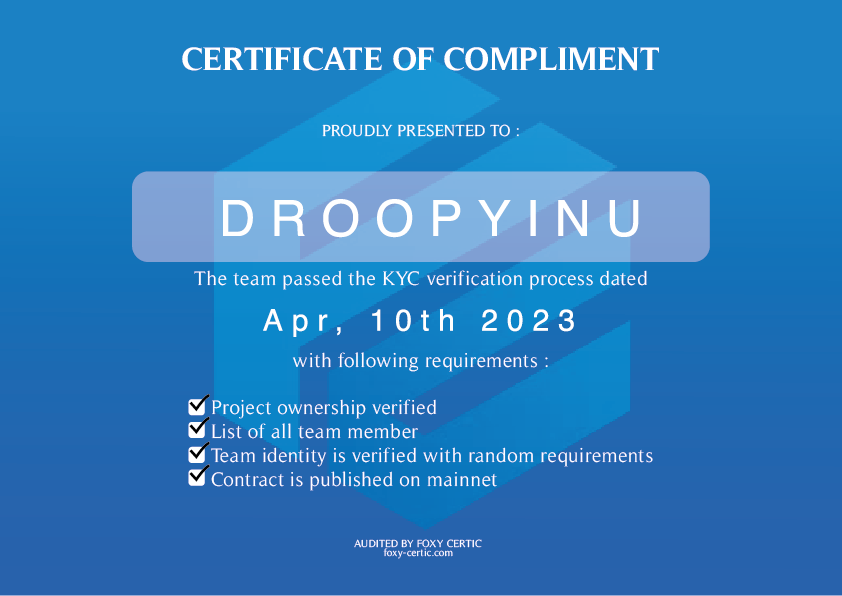 CERTIFICATE OF COMPLIMENT
PROUDLY PRESENTED TO :
DROOPYINU
The team passed the KYC verification process dated
Apr, 10th 2023
with following requirements :
Project ownership verified
List of all team member
Team identity is verified with random requirements
Contract is published on mainnet
AUDITED BY FOXY CERTIC
foxy-certic.com